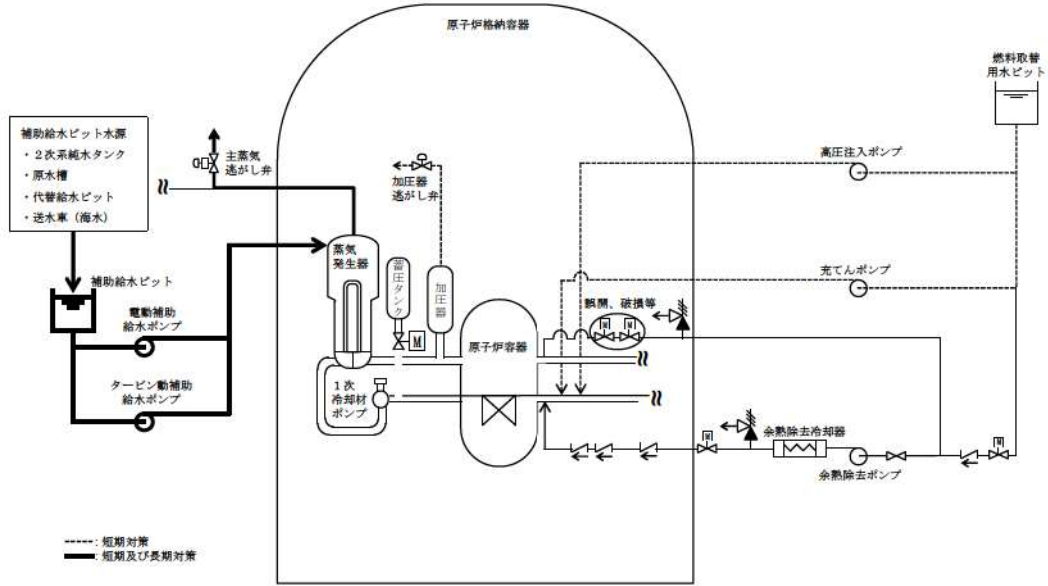 原子炉格納容器
燃料取替
用水ピット
補助給水ピット水源
・2次系純水タンク
・原水槽
・代替給水ピット
・送水車（海水）
主蒸気
逃がし弁
加圧器
逃がし弁
高圧注入ポンプ
蒸気
発生器
蓄圧タンク
加圧器
充てんポンプ
補助給水ピット
誤開、破損等
M
M
電動補助
給水ポンプ
M
原子炉容器
タービン動補助
給水ポンプ
1次
冷却材
ポンプ
M
余熱除去冷却器
M
余熱除去ポンプ
：短期対策
：短期及び長期対策